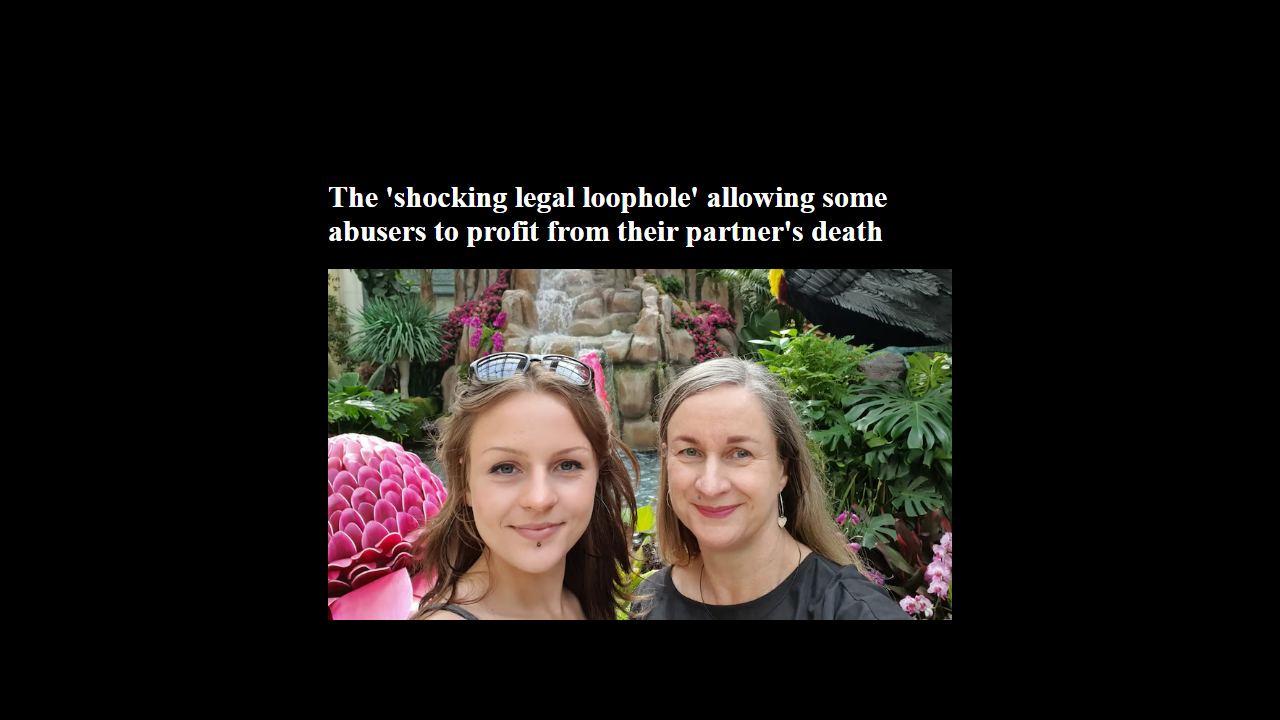 The 'shocking legal loophole' allowing some
abusers to profit from their partner's death